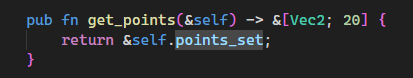 pub fn get_points(&self) -> &[Vec2; 20] {
    return &self.points_set;
}